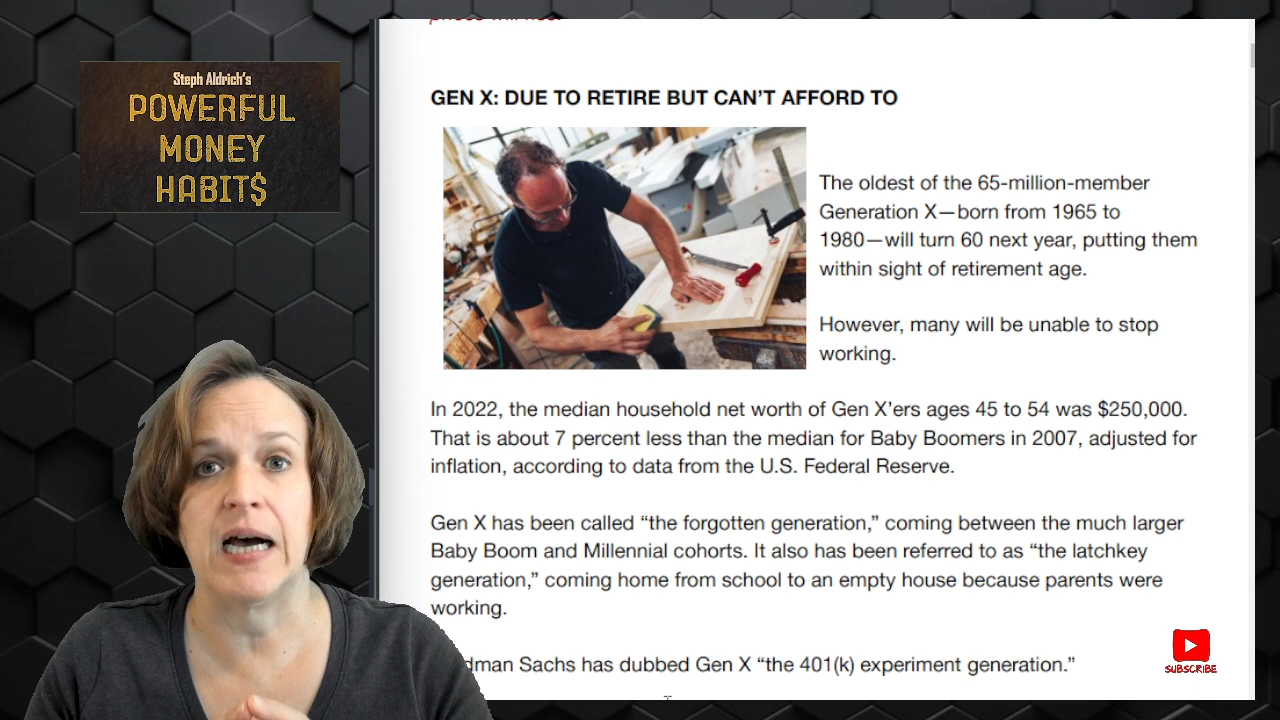 Steph Aldrich's
POWERFUL
MONEY
HABIT$
GEN X: DUE TO RETIRE BUT CAN'T AFFORD TO
The oldest of the 65-million-member
Generation X—born from 1965 to
1980—will turn 60 next year, putting them
within sight of retirement age.
However, many will be unable to stop
working.
In 2022, the median household net worth of Gen X'ers ages 45 to 54 was $250,000.
That is about 7 percent less than the median for Baby Boomers in 2007, adjusted for
inflation, according to data from the U.S. Federal Reserve.
Gen X has been called “the forgotten generation,” coming between the much larger
Baby Boom and Millennial cohorts. It also has been referred to as “the latchkey
generation,” coming home from school to an empty house because parents were
working.
Sachs has dubbed Gen X “the 401(k) experiment generation.”
SUBSCRIBE